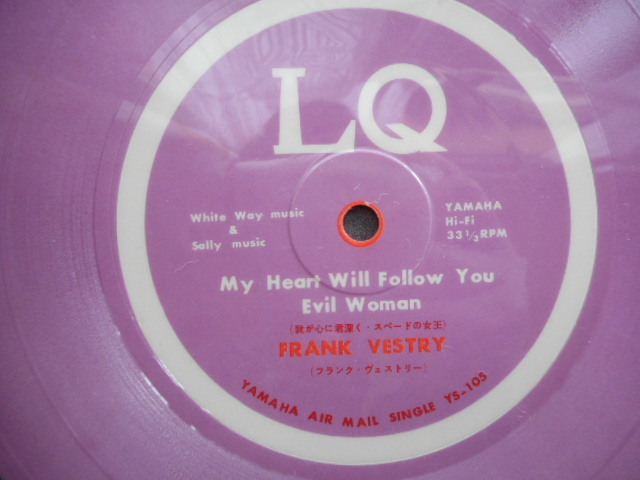 LQ
White Way music
&
Sally music
YAMAHA
Hi-Fi
33 1/3 RPM
My Heart Will Follow You
Evil Woman
(我が心に君深く・スペードの女王)
FRANK VESTRY
(フランク・ヴェストリー)
YAMAHA AIR MAIL SINGLE YS-105